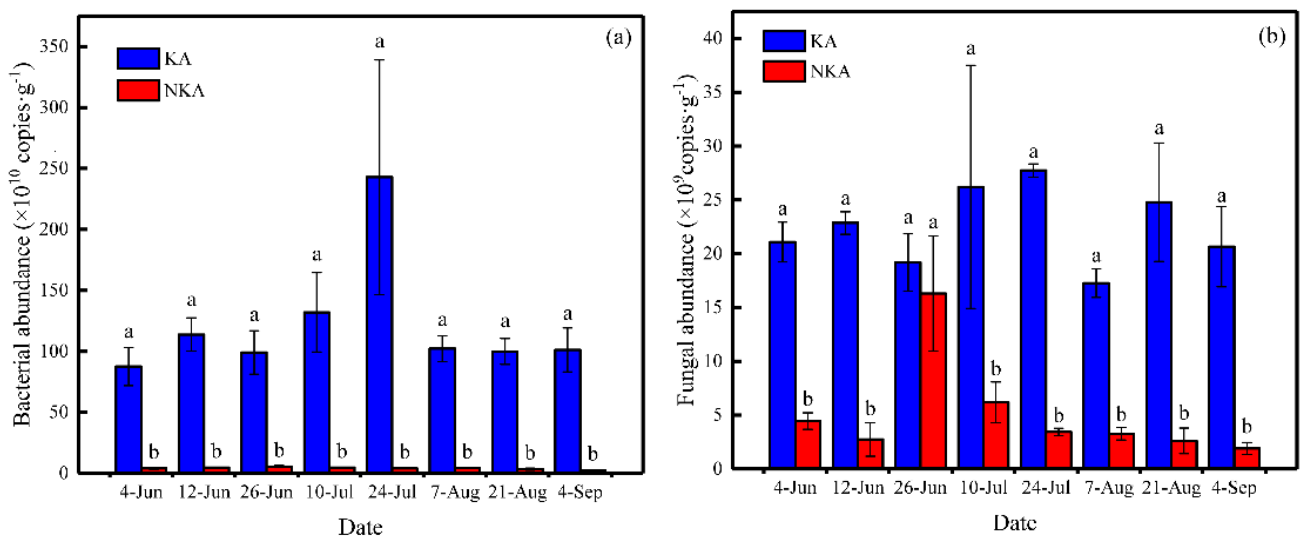 (a)
KA
NKA
Bacterial abundance (×10¹⁰ copies·g⁻¹)
350
300
250
200
150
100
50
0
a a a a a a a a
b b b b b b b b
4-Jun 12-Jun 26-Jun 10-Jul 24-Jul 7-Aug 21-Aug 4-Sep
Date
(b)
KA
NKA
Fungal abundance (×10⁹copies·g⁻¹)
40
35
30
25
20
15
10
5
0
a a a a a a a a a
b b b b b b b
4-Jun 12-Jun 26-Jun 10-Jul 24-Jul 7-Aug 21-Aug 4-Sep
Date